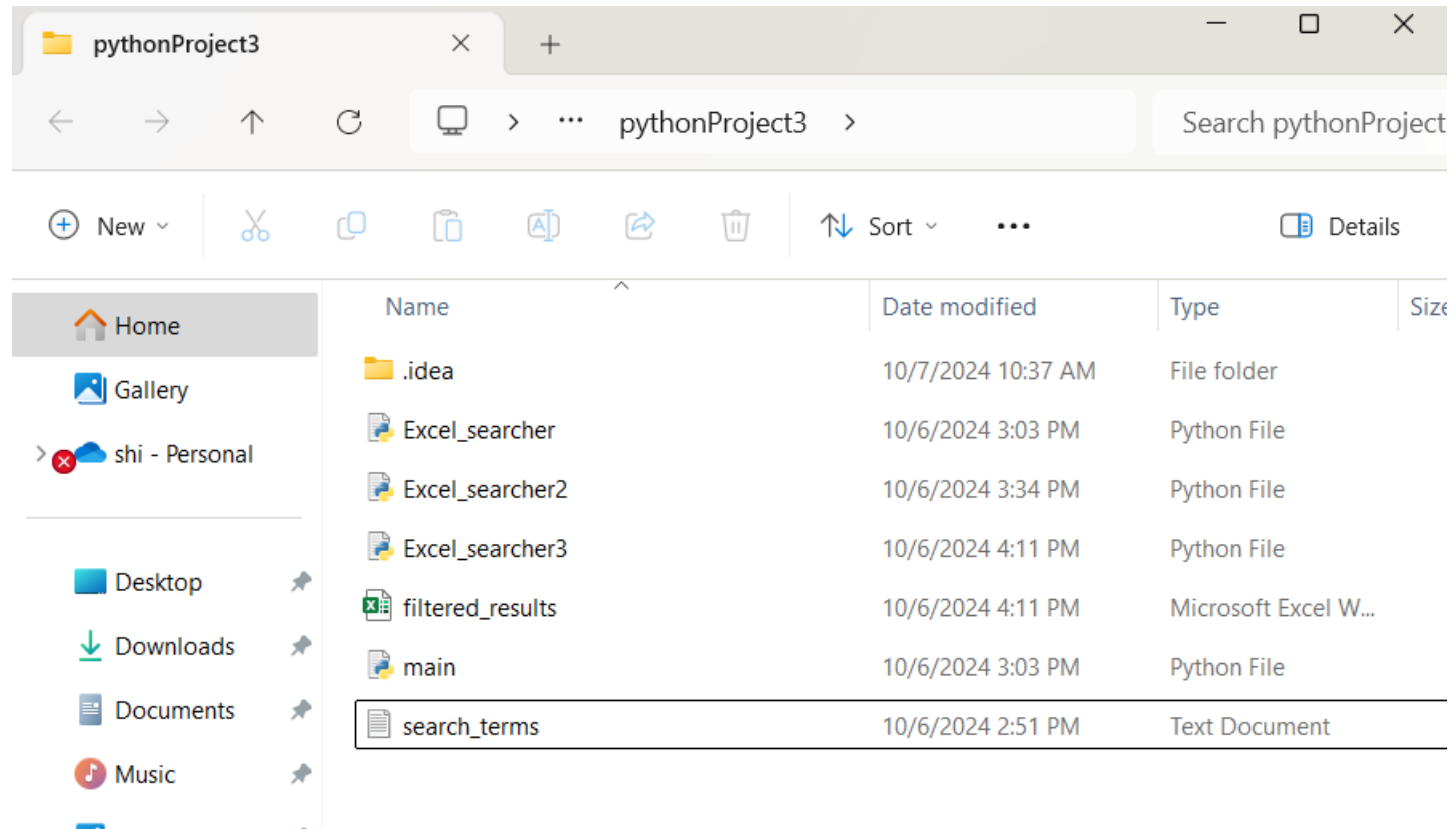 pythonProject3
pythonProject3
Search pythonProject
New
Sort
Details
Name Date modified Type Size
Home
Gallery
shi - Personal
Desktop
Downloads
Documents
Music
.idea 10/7/2024 10:37 AM File folder
Excel_searcher 10/6/2024 3:03 PM Python File
Excel_searcher2 10/6/2024 3:34 PM Python File
Excel_searcher3 10/6/2024 4:11 PM Python File
filtered_results 10/6/2024 4:11 PM Microsoft Excel W...
main 10/6/2024 3:03 PM Python File
search_terms 10/6/2024 2:51 PM Text Document